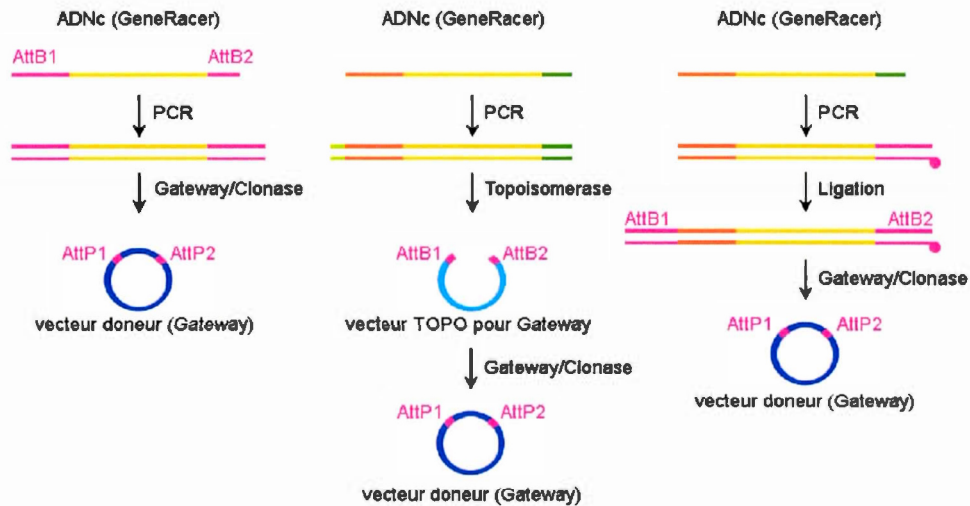 ADNc (GeneRacer)
AttB1 AttB2
PCR
Gateway/Clonase
AttP1 AttP2
vecteur doneur (Gateway)
ADNc (GeneRacer)
PCR
Topoisomerase
AttB1 AttB2
vecteur TOPO pour Gateway
Gateway/Clonase
AttP1 AttP2
vecteur doneur (Gateway)
ADNc (GeneRacer)
PCR
Ligation
AttB1 AttB2
Gateway/Clonase
AttP1 AttP2
vecteur doneur (Gateway)